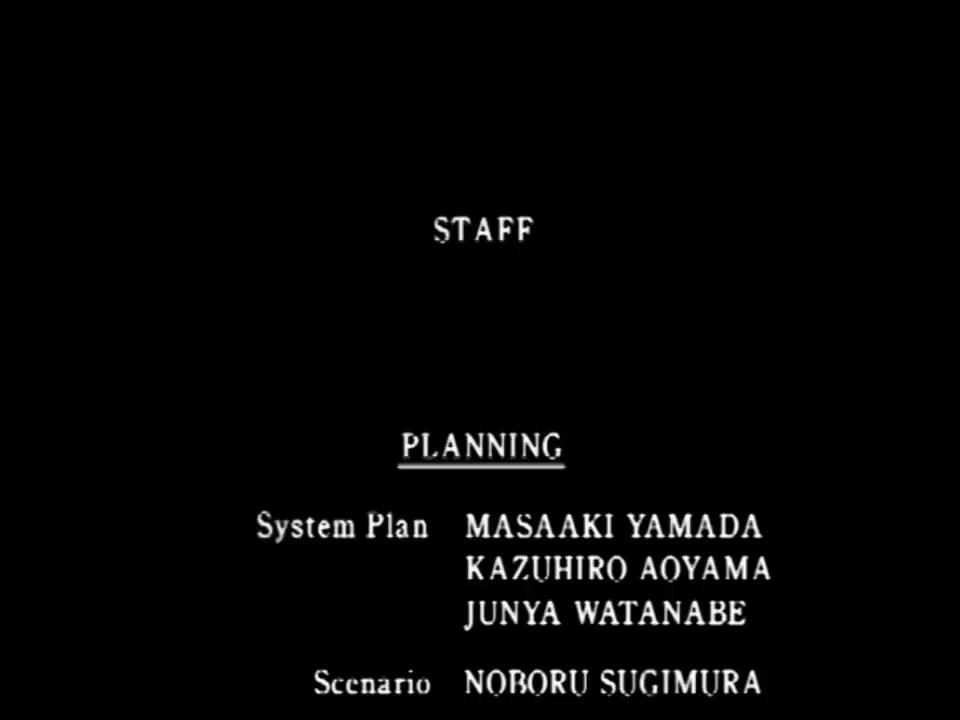 STAFF
PLANNING
System Plan MASAAKI YAMADA
KAZUHIRO AOYAMA
JUNYA WATANABE
Scenario NOBORU SUGIMURA